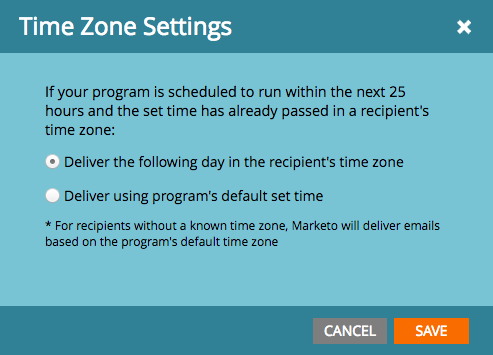 Time Zone Settings
If your program is scheduled to run within the next 25
hours and the set time has already passed in a recipient's
time zone:
Deliver the following day in the recipient's time zone
Deliver using program's default set time
* For recipients without a known time zone, Marketo will deliver emails
based on the program's default time zone
CANCEL SAVE